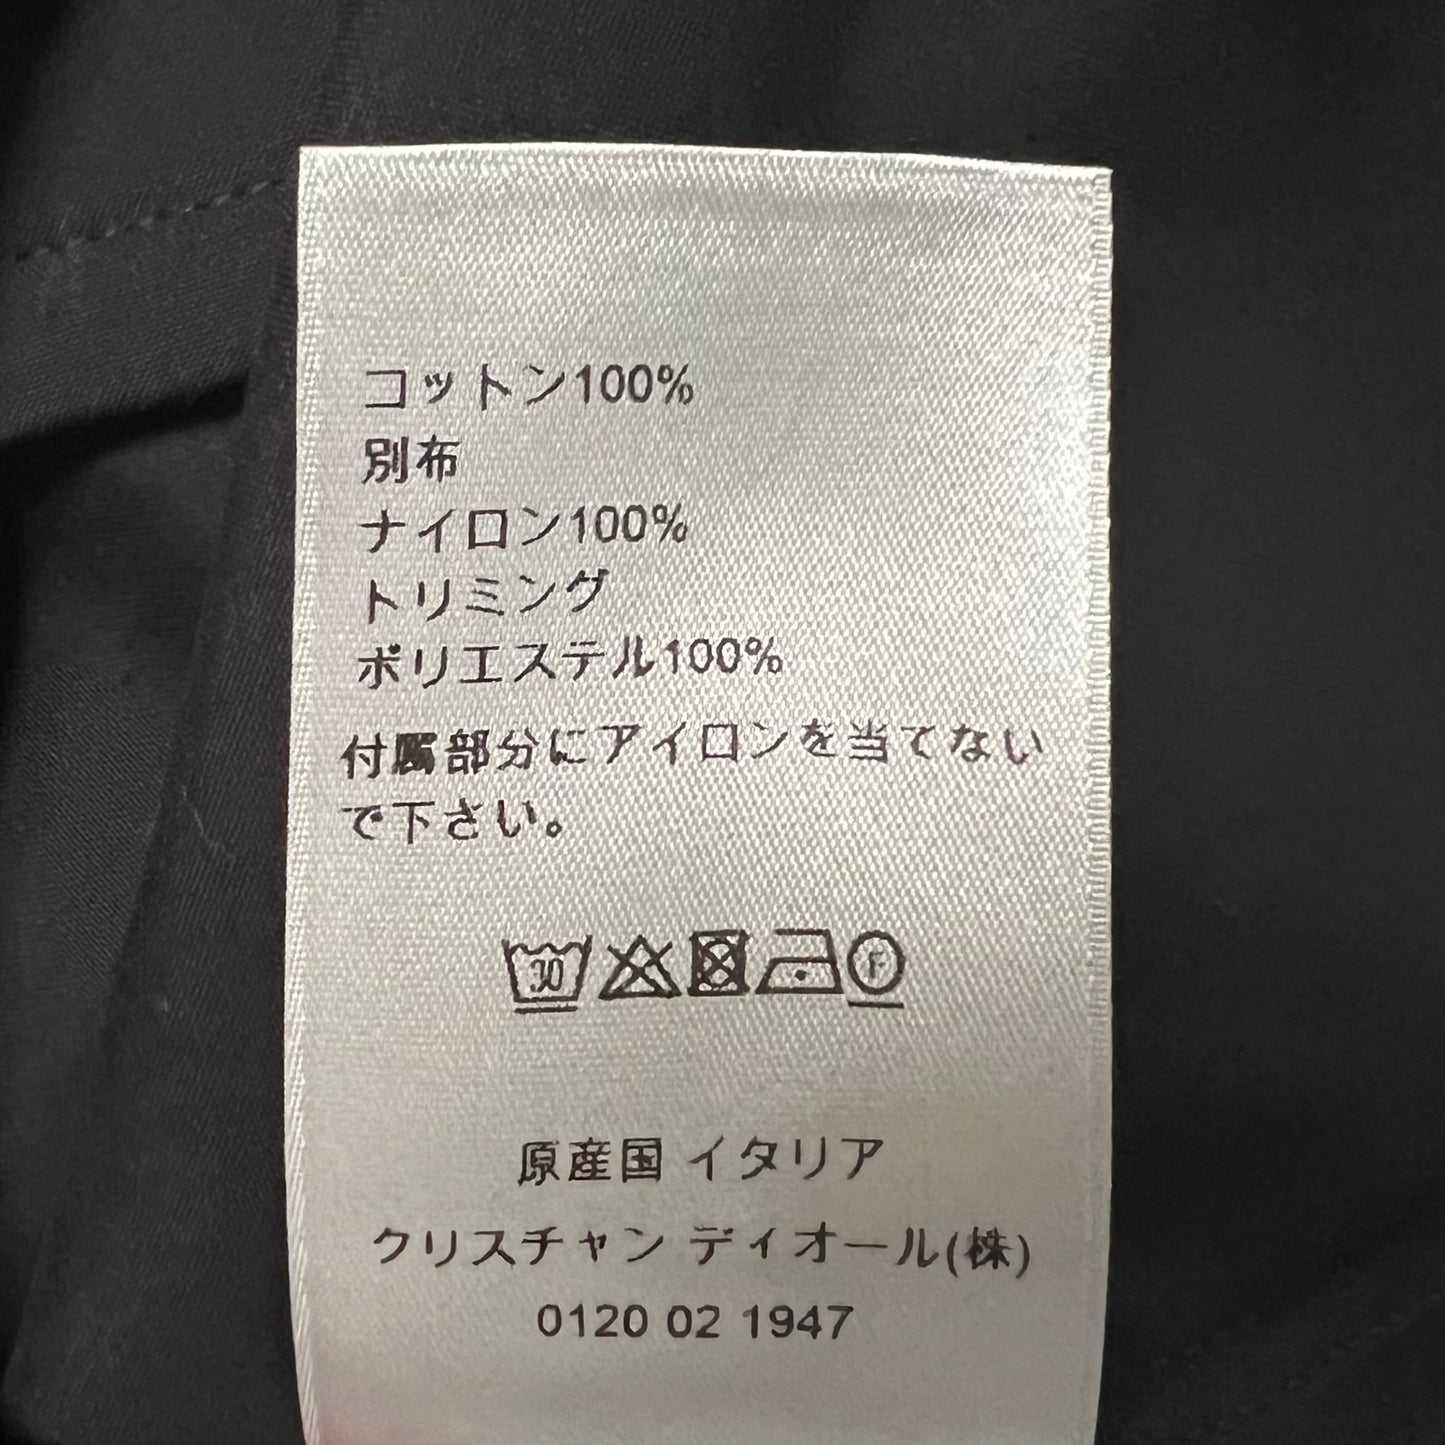 コットン100%
別布
ナイロン100%
トリミング
ポリエステル100%
付属部分にアイロンを当てない
で下さい。
30
F
原産国 イタリア
クリスチャン ディオール(株)
0120 02 1947